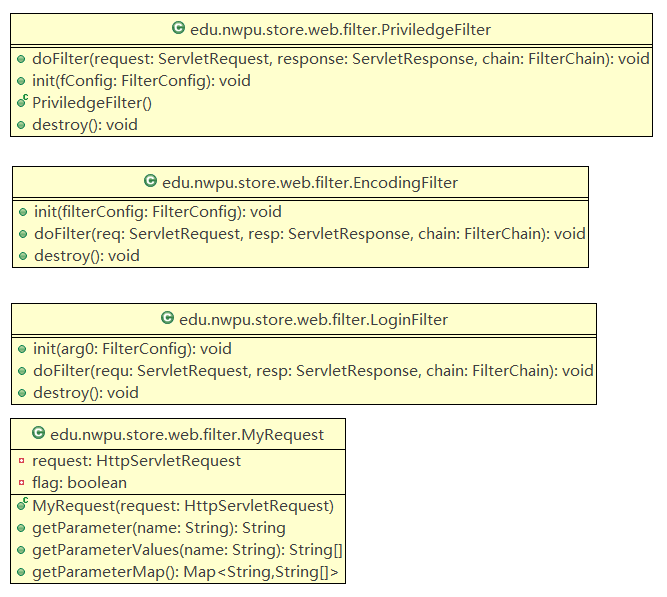 edu.nwpu.store.web.filter.PriviledgeFilter
doFilter(request: ServletRequest, response: ServletResponse, chain: FilterChain): void
init(fConfig: FilterConfig): void
PriviledgeFilter()
destroy(): void
edu.nwpu.store.web.filter.EncodingFilter
init(filterConfig: FilterConfig): void
doFilter(req: ServletRequest, resp: ServletResponse, chain: FilterChain): void
destroy(): void
edu.nwpu.store.web.filter.LoginFilter
init(arg0: FilterConfig): void
doFilter(requ: ServletRequest, resp: ServletResponse, chain: FilterChain): void
destroy(): void
edu.nwpu.store.web.filter.MyRequest
request: HttpServletRequest
flag: boolean
MyRequest(request: HttpServletRequest)
getParameter(name: String): String
getParameterValues(name: String): String[]
getParameterMap(): Map<String,String[]>